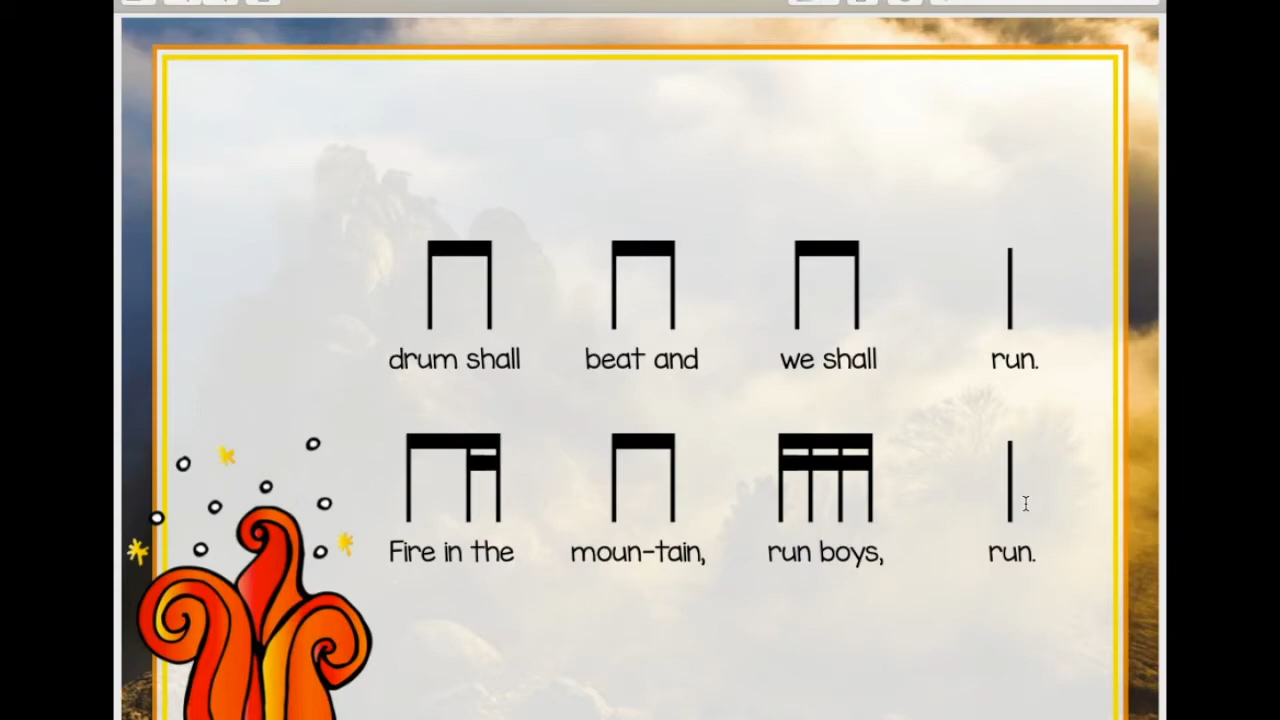 drum shall beat and we shall run.
Fire in the moun-tain, run boys, run.